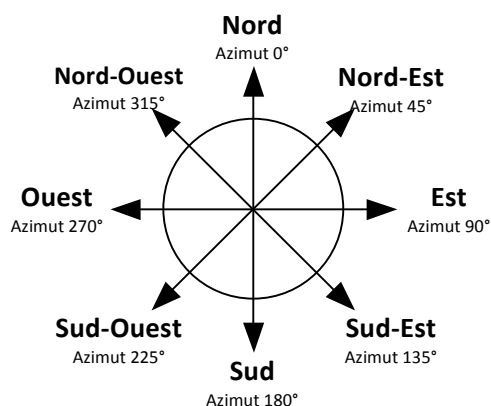 Nord
Azimut 0°
Nord-Ouest
Azimut 315°
Nord-Est
Azimut 45°
Ouest
Azimut 270°
Est
Azimut 90°
Sud-Ouest
Azimut 225°
Sud-Est
Azimut 135°
Sud
Azimut 180°